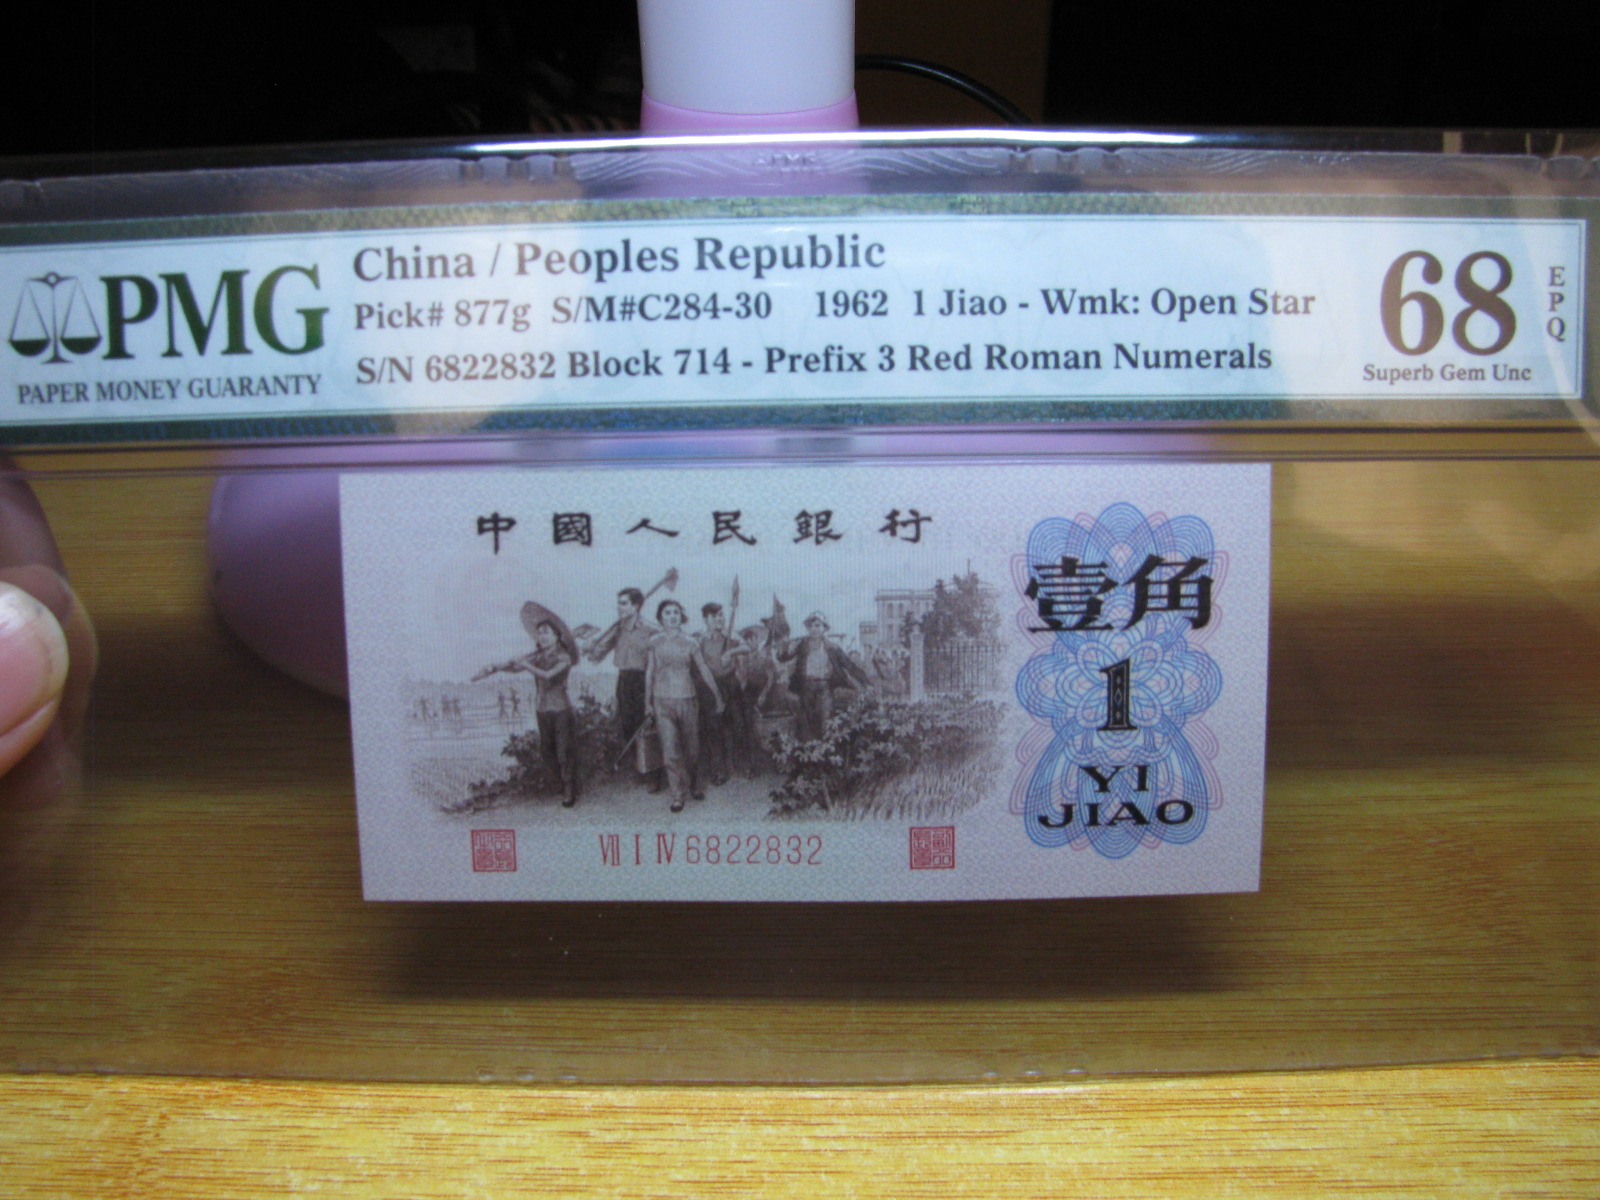 PMG
PAPER MONEY GUARANTY
China / Peoples Republic
Pick# 877g S/M#C284-30 1962 1 Jiao - Wmk: Open Star
S/N 6822832 Block 714 - Prefix 3 Red Roman Numerals
68
EPQ
Superb Gem Unc
中國人民銀行
壹角
1
YI
JIAO
VII I IV 6822832